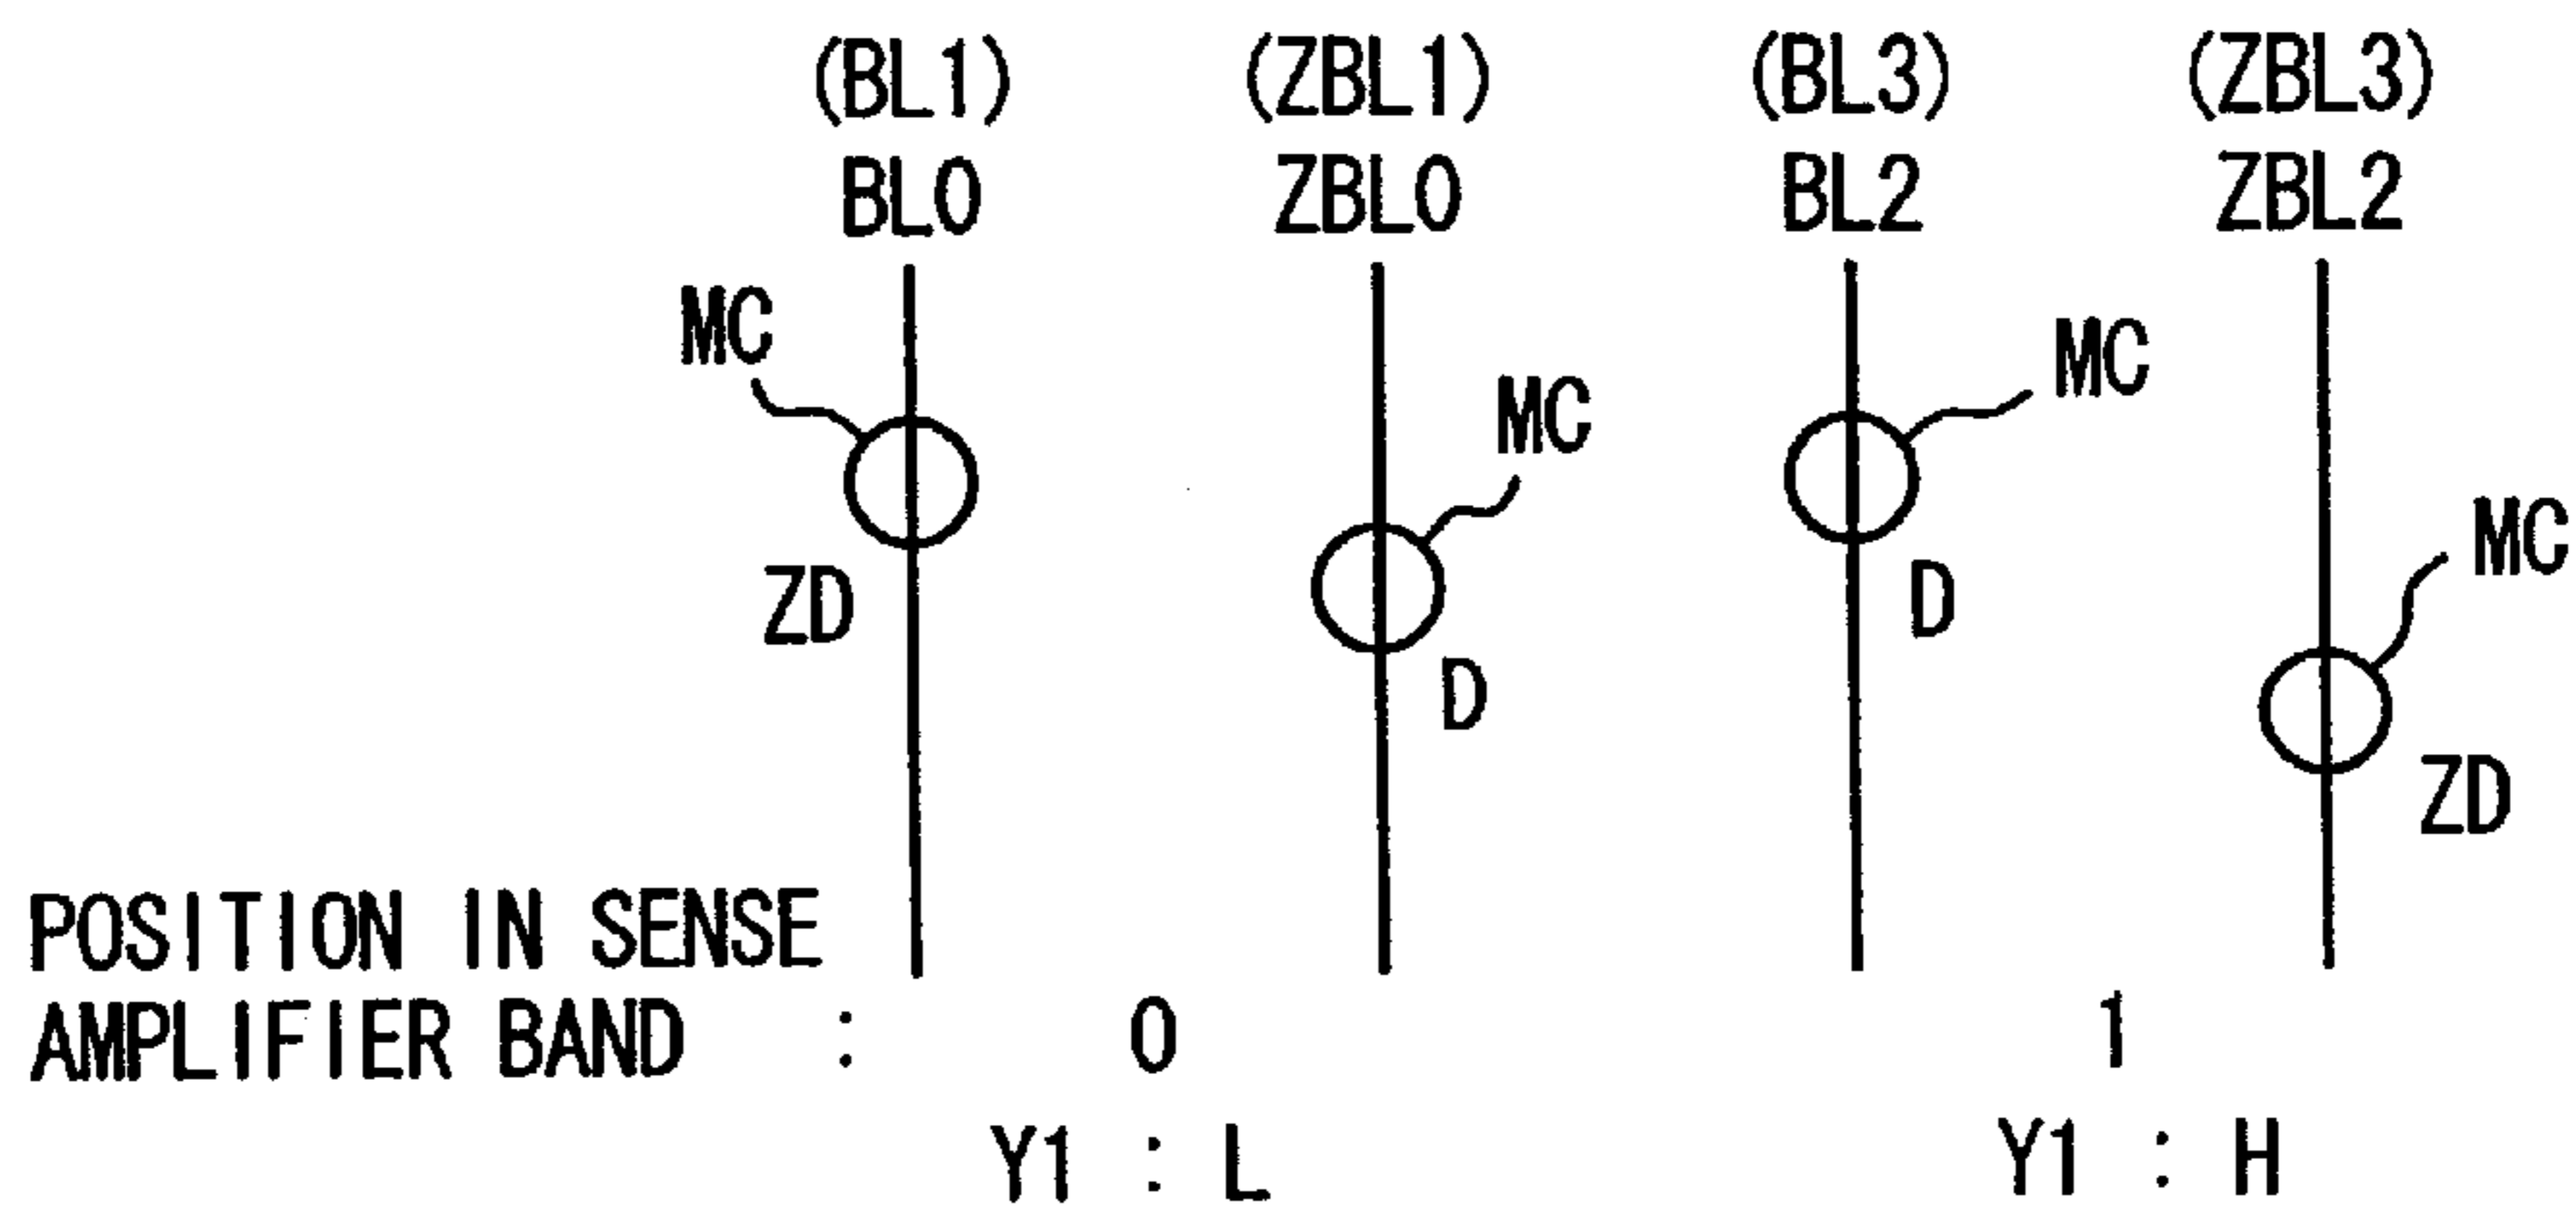 (BL1) (ZBL1) (BL3) (ZBL3)
BL0 ZBL0 BL2 ZBL2
MC
MC
MC
MC
ZD
D
D
ZD
POSITION IN SENSE
AMPLIFIER BAND : 0 1
Y1 : L Y1 : H